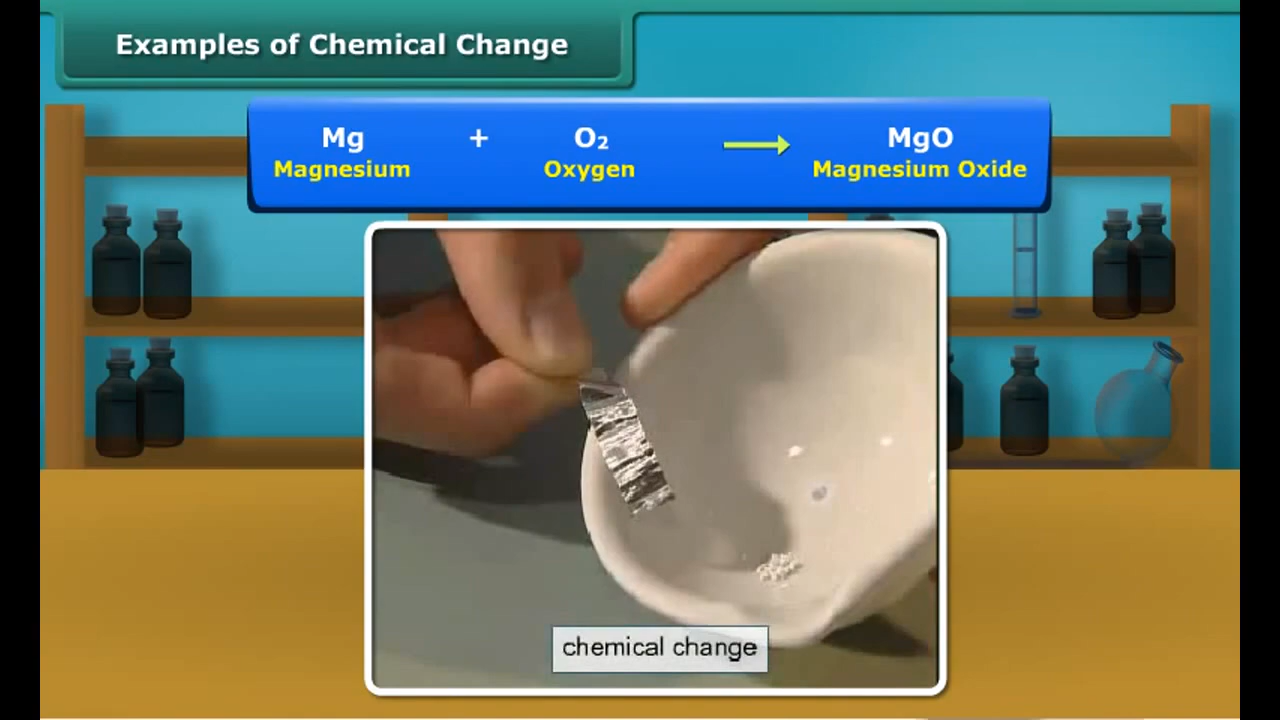 Examples of Chemical Change
Mg + O₂ → MgO
Magnesium Oxygen Magnesium Oxide
chemical change